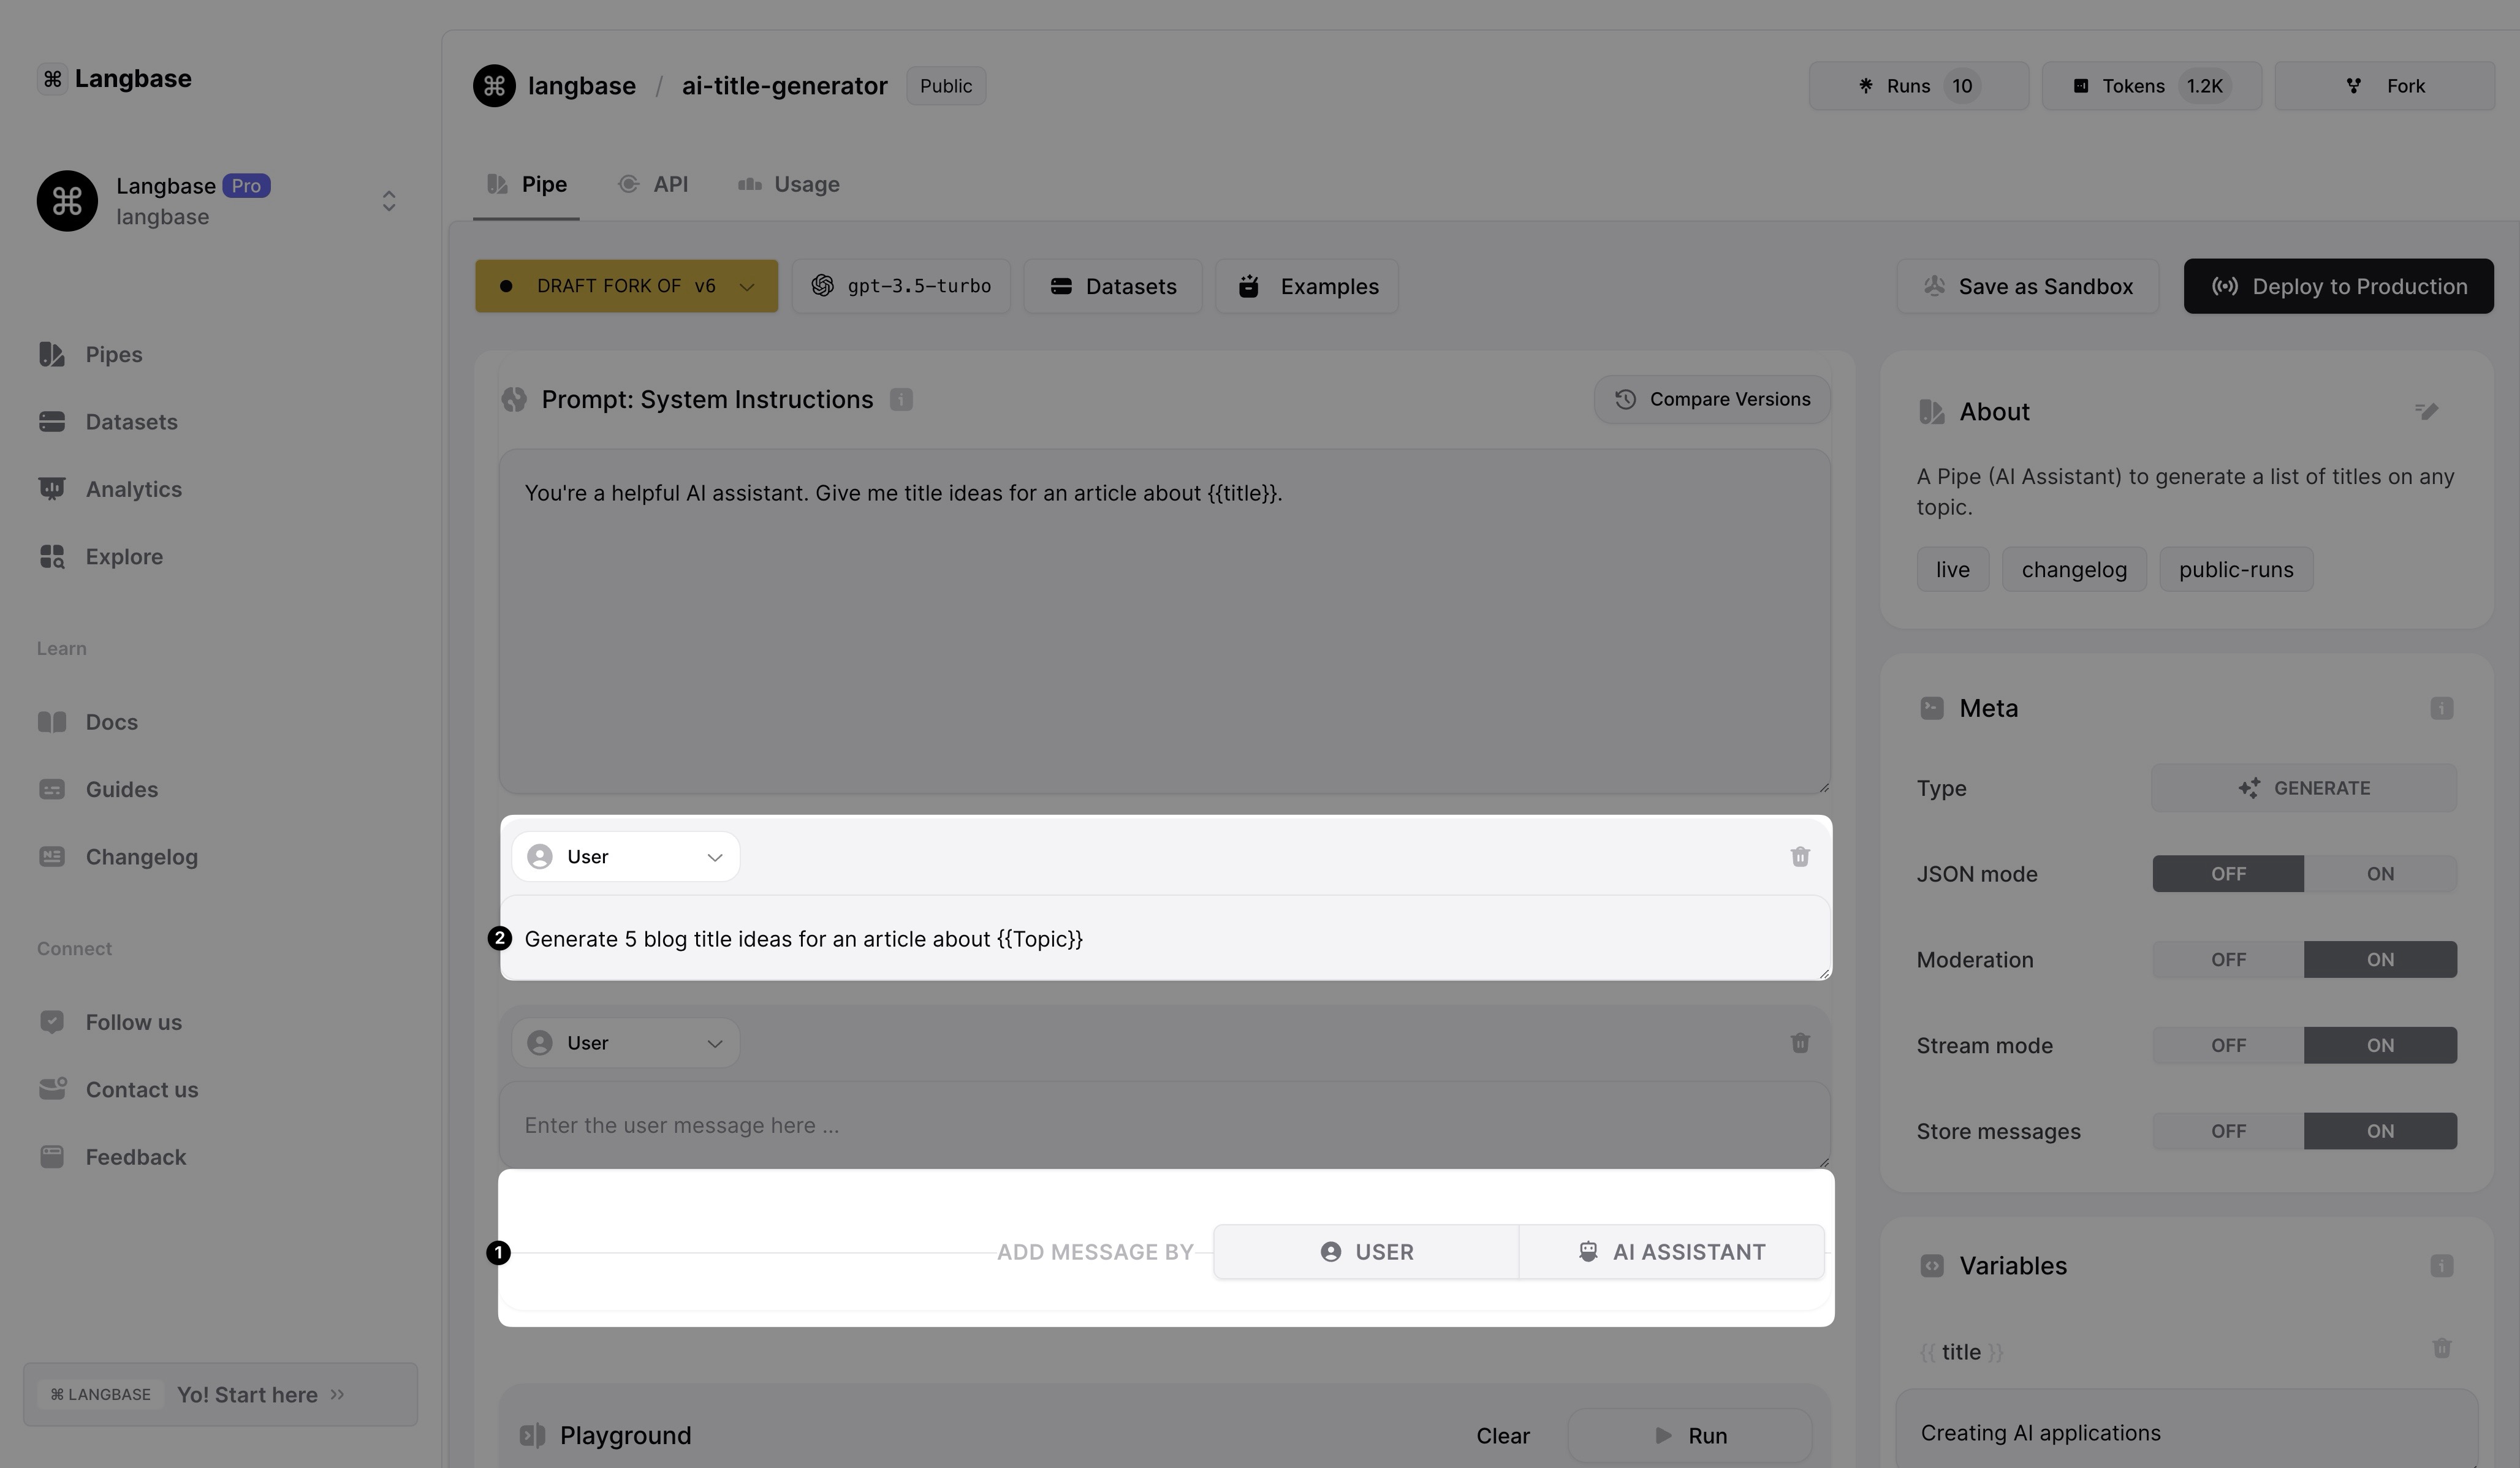 Langbase
Langbase Pro
langbase
Pipes
Datasets
Analytics
Explore
Learn
Docs
Guides
Changelog
Connect
Follow us
Contact us
Feedback
⌘ LANGBASE Yo! Start here >>
langbase / ai-title-generator Public
Runs 10 Tokens 1.2K Fork
Pipe API Usage
DRAFT FORK OF v6 gpt-3.5-turbo Datasets Examples Save as Sandbox Deploy to Production
Prompt: System Instructions i Compare Versions
You're a helpful AI assistant. Give me title ideas for an article about {{title}}.
User
2 Generate 5 blog title ideas for an article about {{Topic}}
User
Enter the user message here ...
1 ADD MESSAGE BY USER AI ASSISTANT
Playground Clear Run
About
A Pipe (AI Assistant) to generate a list of titles on any
topic.
live changelog public-runs
Meta i
Type GENERATE
JSON mode OFF ON
Moderation OFF ON
Stream mode OFF ON
Store messages OFF ON
Variables i
{{ title }}
Creating AI applications